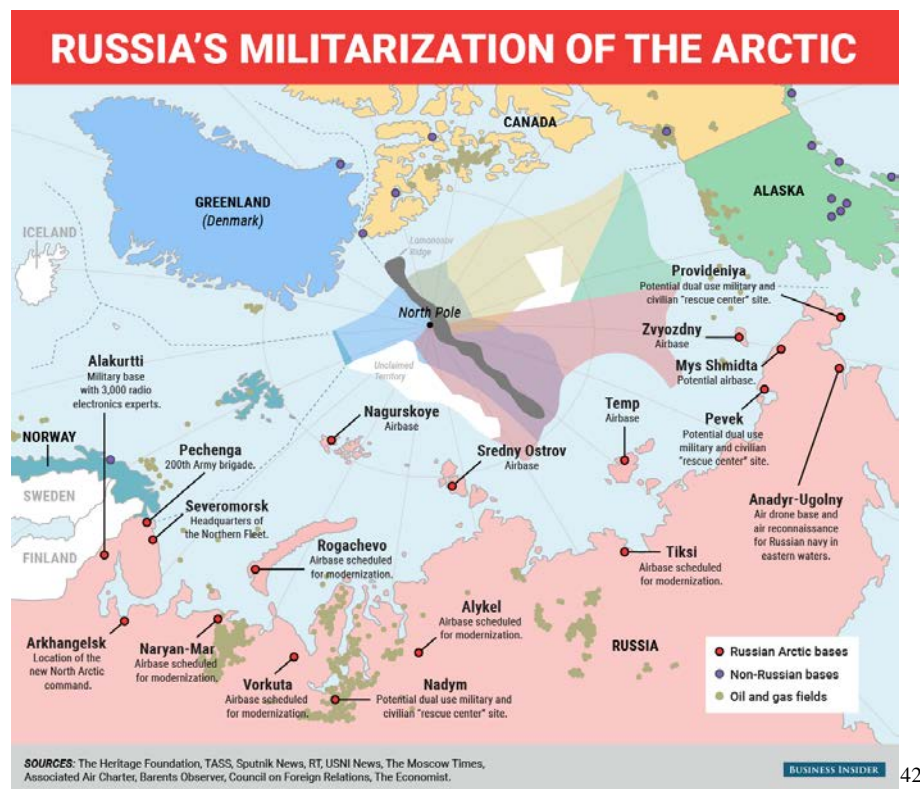 RUSSIA'S MILITARIZATION OF THE ARCTIC
CANADA
GREENLAND
(Denmark)
ALASKA
ICELAND
Lomonosov
Ridge
North Pole
Provideniya
Potential dual use military and
civilian "rescue center" site.
Zvyozdny
Airbase
Mys Shmidta
Potential airbase.
Alakurtti
Military base
with 3,000 radio
electronics experts.
Unclaimed
Territory
Nagurskoye
Airbase
Temp
Airbase
Pevek
Potential dual use
military and civilian
"rescue center" site.
NORWAY
Pechenga
200th Army brigade.
Sredny Ostrov
Airbase
SWEDEN
Severomorsk
Headquarters of
the Northern Fleet.
Anadyr-Ugolny
Air drone base and
air reconnaissance
for Russian navy in
eastern waters.
FINLAND
Rogachevo
Airbase scheduled
for modernization.
Tiksi
Airbase scheduled
for modernization.
Alykel
Airbase scheduled
for modernization.
Arkhangelsk
Location of the
new North Arctic
command.
Naryan-Mar
Airbase scheduled
for modernization.
RUSSIA
Vorkuta
Airbase scheduled
for modernization.
Nadym
Potential dual use military and
civilian "rescue center" site.
Russian Arctic bases
Non-Russian bases
Oil and gas fields
SOURCES: The Heritage Foundation, TASS, Sputnik News, RT, USNI News, The Moscow Times,
Associated Air Charter, Barents Observer, Council on Foreign Relations, The Economist.
BUSINESS INSIDER
42